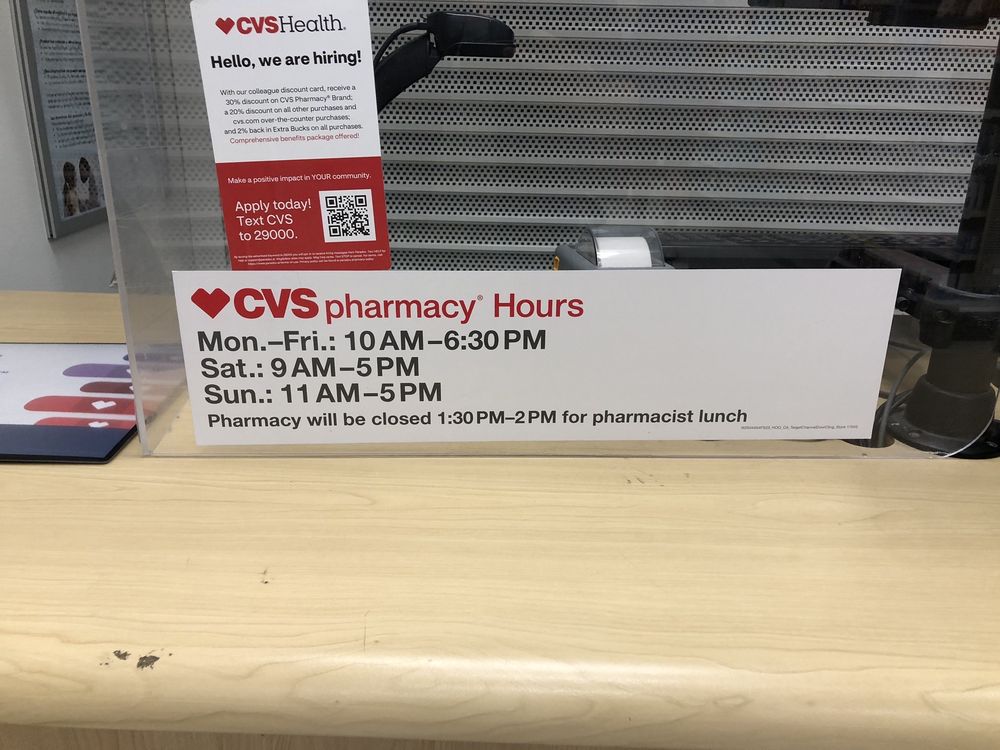 CVSHealth.
Hello, we are hiring!
With our colleague discount card, receive a
30% discount on CVS Pharmacy® Brand;
a 20% discount on all other purchases and
cvs.com over-the-counter purchases;
and 2% back in Extra Bucks on all purchases.
Comprehensive benefits package offered!
Make a positive impact in YOUR community.
Apply today!
Text CVS
to 29000.
CVS pharmacy® Hours
Mon.–Fri.: 10 AM–6:30 PM
Sat.: 9 AM–5 PM
Sun.: 11 AM–5 PM
Pharmacy will be closed 1:30 PM–2 PM for pharmacist lunch